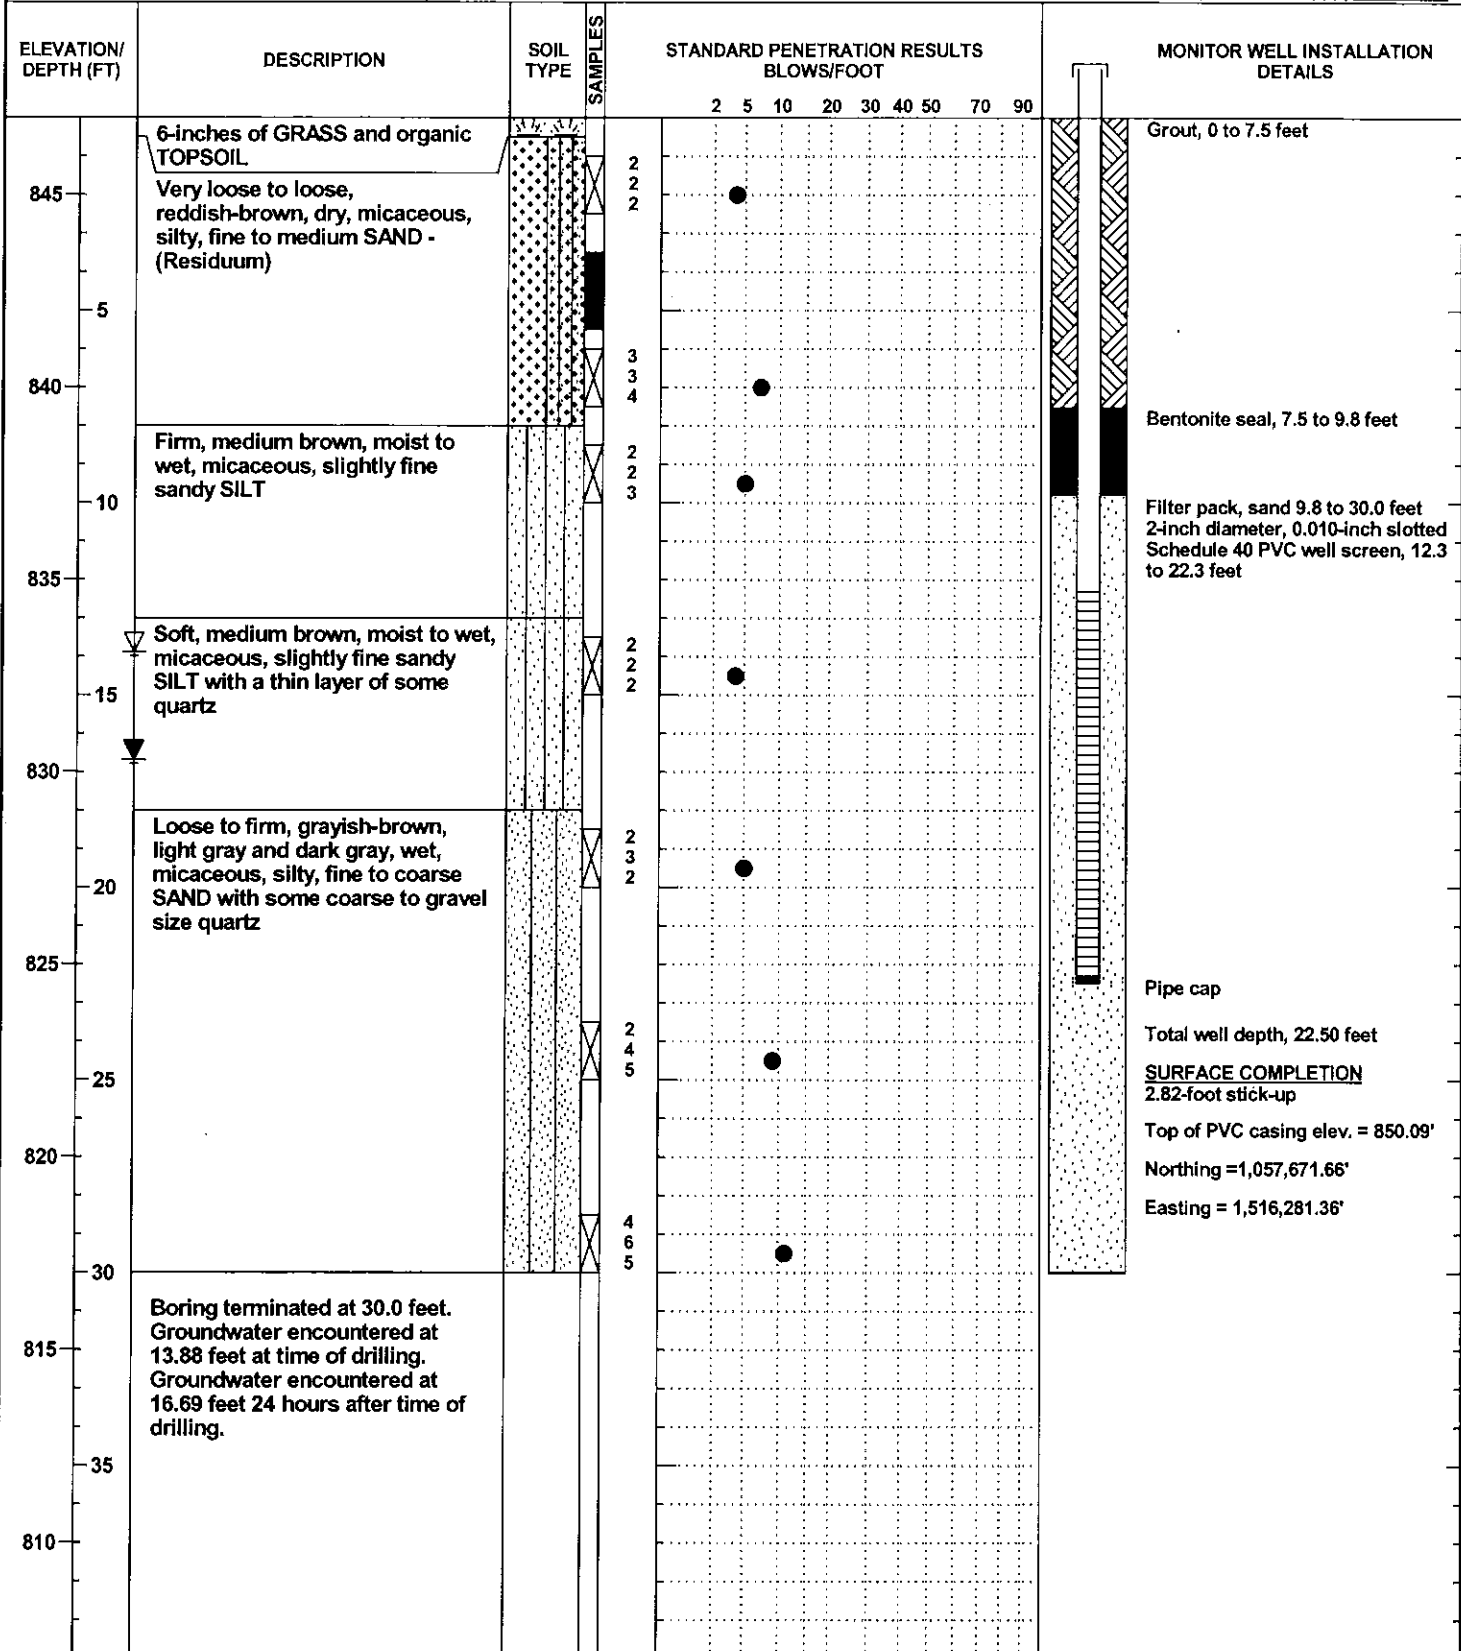 ELEVATION/
DEPTH (FT)
DESCRIPTION
SOIL
TYPE
SAMPLES
STANDARD PENETRATION RESULTS
BLOWS/FOOT
2 5 10 20 30 40 50 70 90
MONITOR WELL INSTALLATION
DETAILS
6-inches of GRASS and organic
TOPSOIL
Very loose to loose,
reddish-brown, dry, micaceous,
silty, fine to medium SAND -
(Residuum)
Firm, medium brown, moist to
wet, micaceous, slightly fine
sandy SILT
Soft, medium brown, moist to wet,
micaceous, slightly fine sandy
SILT with a thin layer of some
quartz
Loose to firm, grayish-brown,
light gray and dark gray, wet,
micaceous, silty, fine to coarse
SAND with some coarse to gravel
size quartz
Boring terminated at 30.0 feet.
Groundwater encountered at
13.88 feet at time of drilling.
Groundwater encountered at
16.69 feet 24 hours after time of
drilling.
845
5
840
10
835
15
830
20
825
25
820
30
815
35
810
2
2
2
3
3
4
2
2
3
2
2
2
2
3
2
2
4
5
4
6
5
Grout, 0 to 7.5 feet
Bentonite seal, 7.5 to 9.8 feet
Filter pack, sand 9.8 to 30.0 feet
2-inch diameter, 0.010-inch slotted
Schedule 40 PVC well screen, 12.3
to 22.3 feet
Pipe cap
Total well depth, 22.50 feet
SURFACE COMPLETION
2.82-foot stick-up
Top of PVC casing elev. = 850.09'
Northing =1,057,671.66'
Easting = 1,516,281.36'